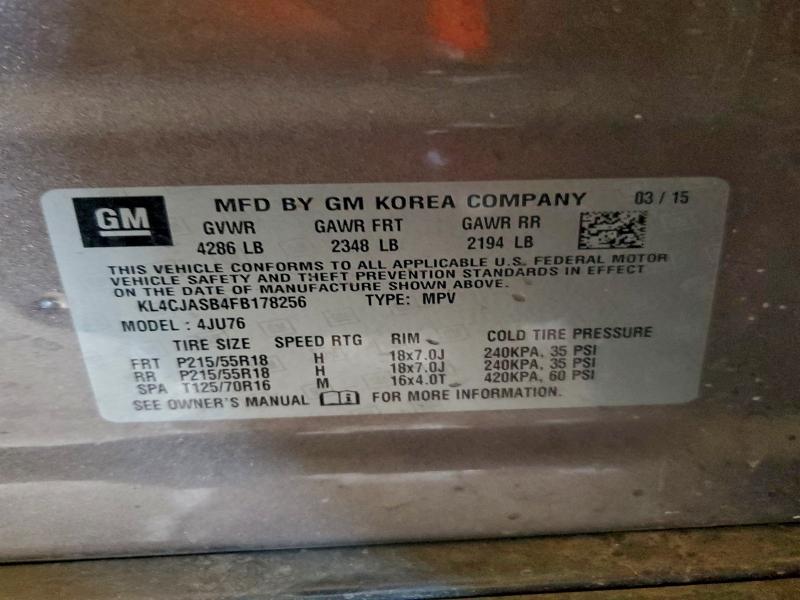 GM MFD BY GM KOREA COMPANY 03 / 15
GVWR GAWR FRT GAWR RR
4286 LB 2348 LB 2194 LB
THIS VEHICLE CONFORMS TO ALL APPLICABLE U.S. FEDERAL MOTOR
VEHICLE SAFETY AND THEFT PREVENTION STANDARDS IN EFFECT
ON THE DATE OF MANUFACTURE SHOWN ABOVE.
KL4CJASB4FB178256 TYPE: MPV
MODEL : 4JU76
TIRE SIZE SPEED RTG RIM COLD TIRE PRESSURE
FRT P215/55R18 H 18x7.0J 240KPA, 35 PSI
RR P215/55R18 H 18x7.0J 240KPA, 35 PSI
SPA T125/70R16 M 16x4.0T 420KPA, 60 PSI
SEE OWNER'S MANUAL FOR MORE INFORMATION.